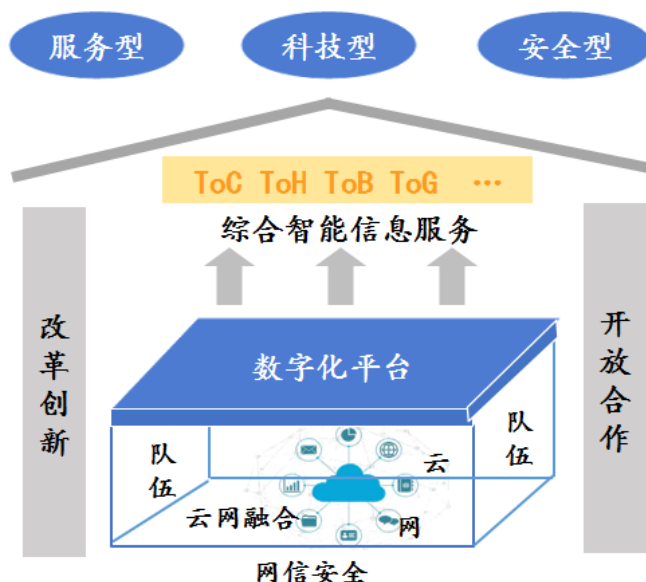 服务型 科技型 安全型
ToC ToH ToB ToG …
综合智能信息服务
改革创新
开放合作
数字化平台
队伍
队伍
云
云网融合
网
网信安全